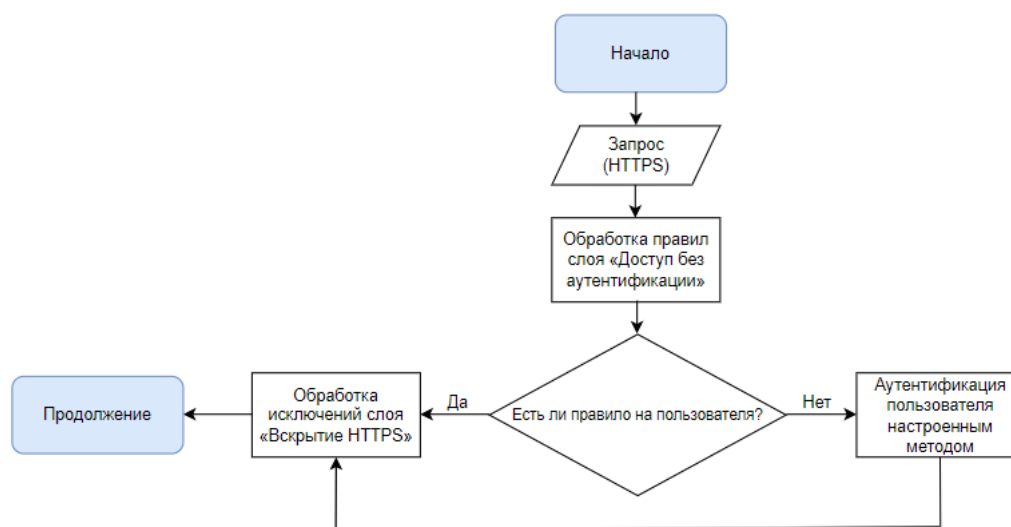 Начало
Запрос
(HTTPS)
Обработка правил
слоя «Доступ без
аутентификации»
Есть ли правило на пользователя?
Да
Нет
Обработка
исключений слоя
«Вскрытие HTTPS»
Продолжение
Аутентификация
пользователя
настроенным
методом